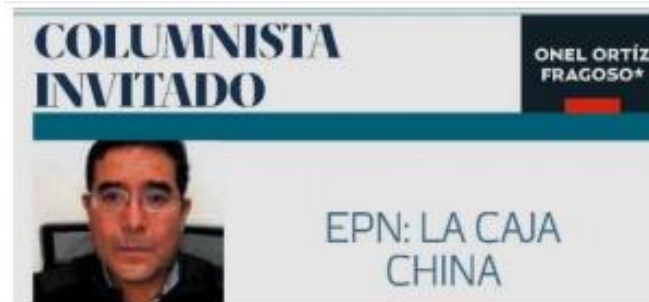 COLUMNISTA
INVITADO
ONEL ORTÍZ
FRAGOSO*
EPN: LA CAJA
CHINA